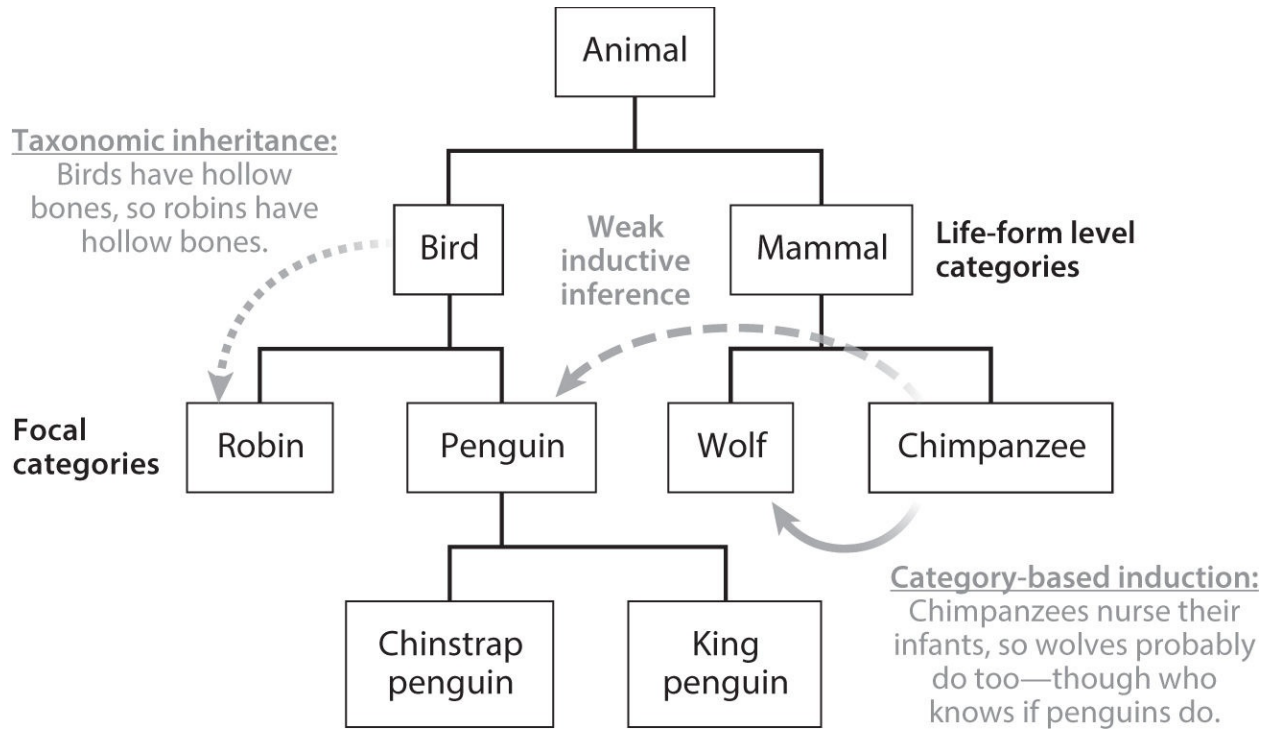 Animal
Taxonomic inheritance:
Birds have hollow
bones, so robins have
hollow bones.
Bird
Weak
inductive
inference
Mammal
Life-form level
categories
Focal
categories
Robin
Penguin
Wolf
Chimpanzee
Chinstrap
penguin
King
penguin
Category-based induction:
Chimpanzees nurse their
infants, so wolves probably
do too—though who
knows if penguins do.